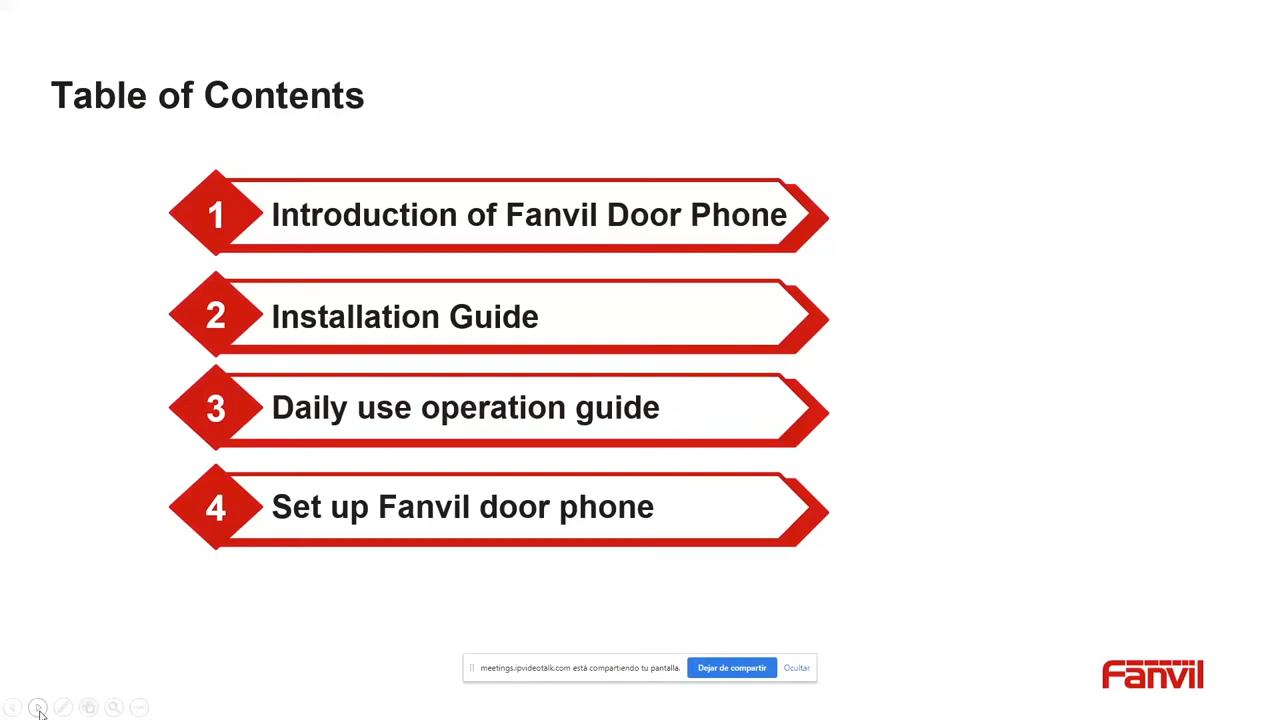 Table of Contents
1 Introduction of Fanvil Door Phone
2 Installation Guide
3 Daily use operation guide
4 Set up Fanvil door phone
meetings.ipvideotalk.com está compartiendo tu pantalla. Dejar de compartir Ocultar
Fanvil